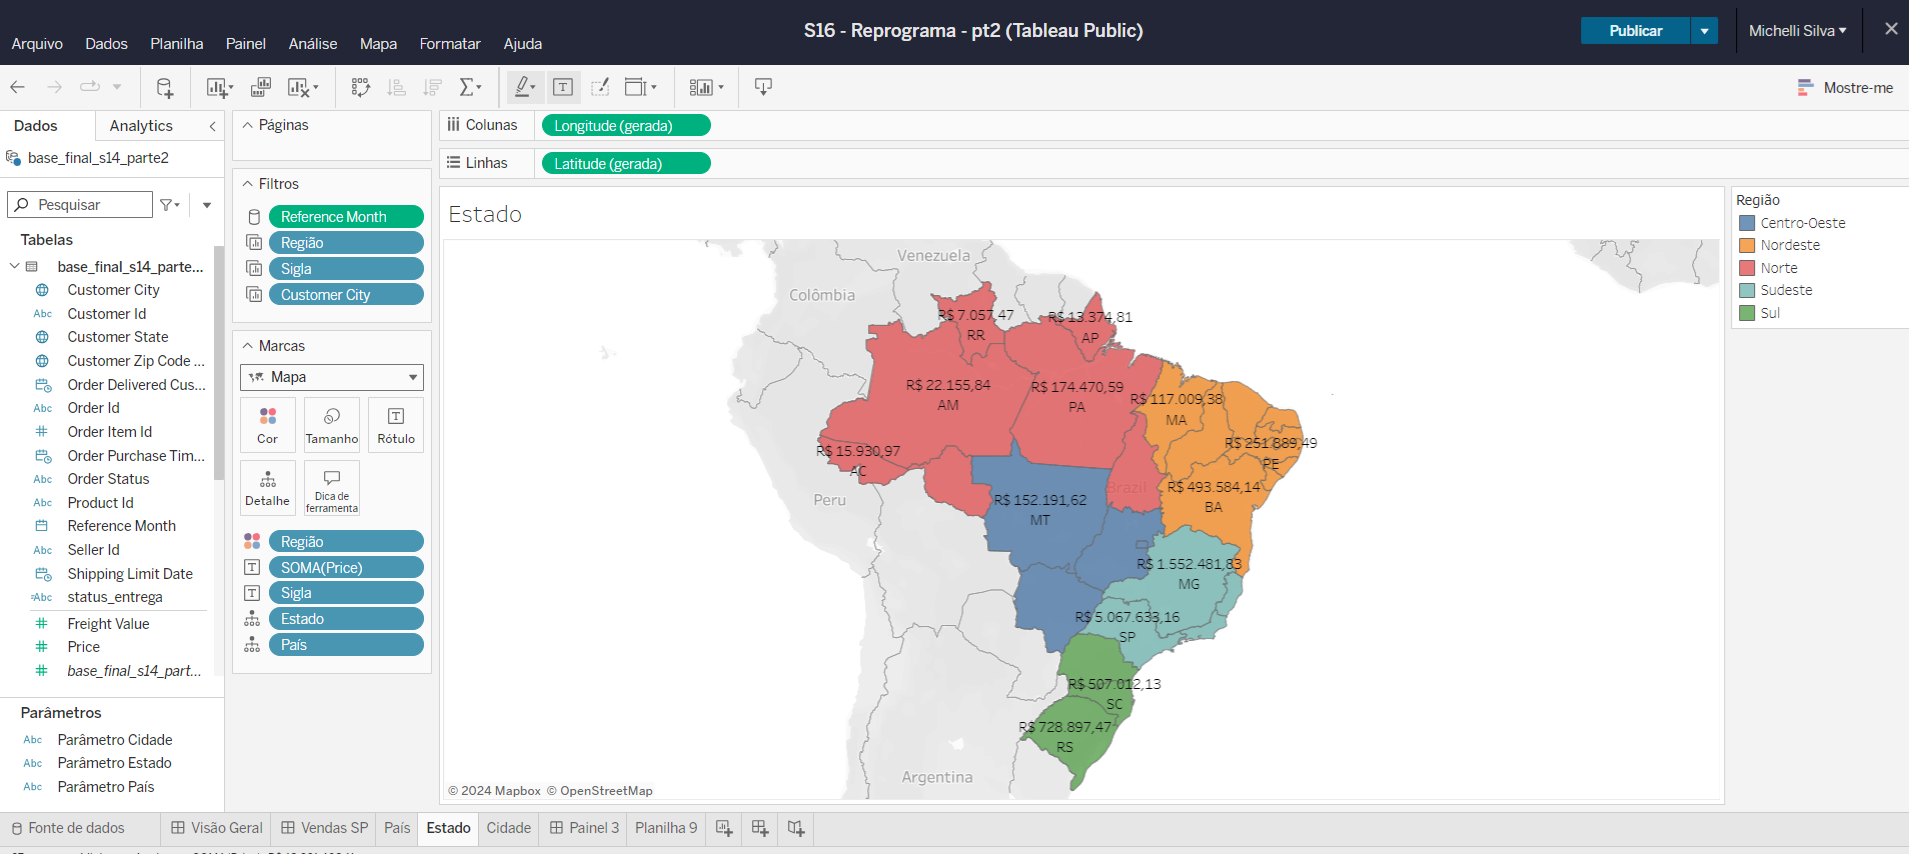 S16 - Reprograma - pt2 (Tableau Public)
Publicar
Michelli Silva
Arquivo Dados Planilha Painel Análise Mapa Formatar Ajuda
Mostre-me
Dados Analytics
base_final_s14_parte2
Pesquisar
Tabelas
base_final_s14_parte...
Customer City
Abc Customer Id
Customer State
Customer Zip Code ...
Order Delivered Cus...
Abc Order Id
Order Item Id
Order Purchase Tim...
Abc Order Status
Abc Product Id
Reference Month
Abc Seller Id
Shipping Limit Date
=Abc status_entrega
Freight Value
Price
base_final_s14_part...
Parâmetros
Abc Parâmetro Cidade
Abc Parâmetro Estado
Abc Parâmetro País
Páginas
Filtros
Reference Month
Região
Sigla
Customer City
Marcas
Mapa
Cor Tamanho Rótulo
Detalhe Dica de ferramenta
Região
SOMA(Price)
Sigla
Estado
País
Colunas Longitude (gerada)
Linhas Latitude (gerada)
Estado
Venezuela
Colômbia
R$ 7.057,47
RR
R$ 13.374,81
AP
R$ 22.155,84
AM
R$ 174.470,59
PA
R$ 117.009,38
MA
R$ 15.930,97
AC
R$ 251.889,49
PE
Peru
Brazil
R$ 152.191,62
MT
R$ 493.584,14
BA
R$ 1.552.481,83
MG
R$ 5.067.633,16
SP
R$ 507.012,13
SC
R$ 728.897,47
RS
Argentina
© 2024 Mapbox © OpenStreetMap
Região
Centro-Oeste
Nordeste
Norte
Sudeste
Sul
Fonte de dados Visão Geral Vendas SP País Estado Cidade Painel 3 Planilha 9